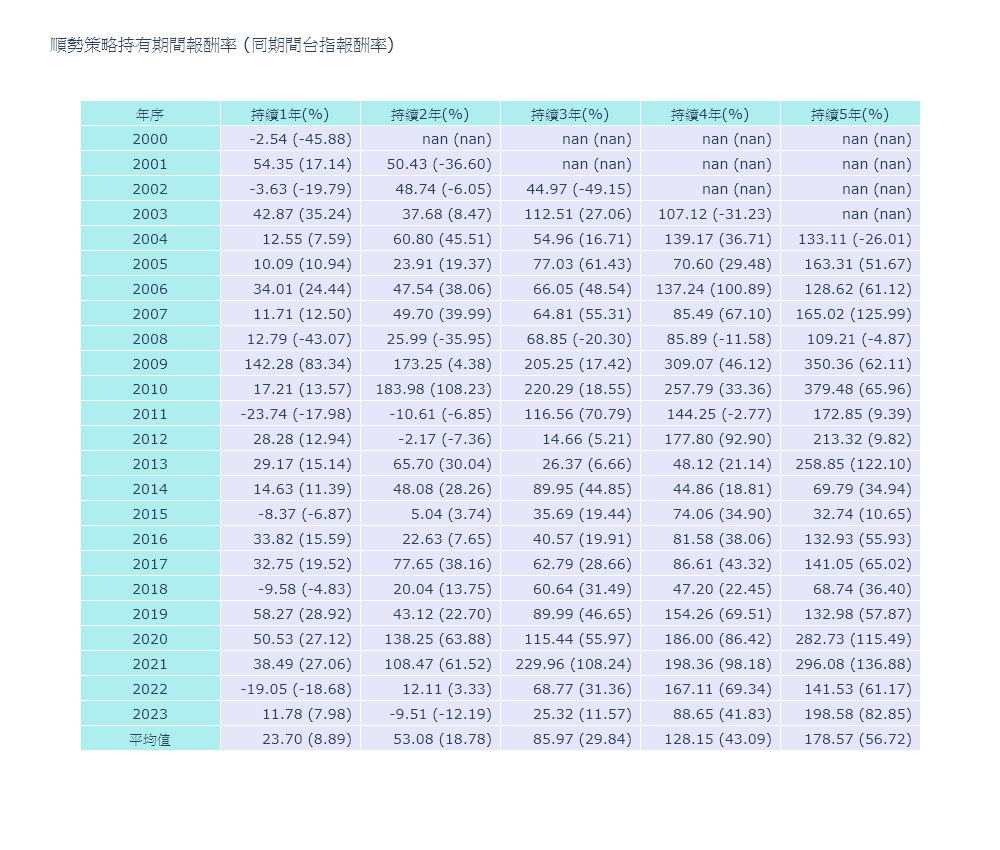 順勢策略持有期間報酬率 (同期間台指報酬率)
年序 持續1年(%) 持續2年(%) 持續3年(%) 持續4年(%) 持續5年(%)
2000 -2.54 (-45.88) nan (nan) nan (nan) nan (nan) nan (nan)
2001 54.35 (17.14) 50.43 (-36.60) nan (nan) nan (nan) nan (nan)
2002 -3.63 (-19.79) 48.74 (-6.05) 44.97 (-49.15) nan (nan) nan (nan)
2003 42.87 (35.24) 37.68 (8.47) 112.51 (27.06) 107.12 (-31.23) nan (nan)
2004 12.55 (7.59) 60.80 (45.51) 54.96 (16.71) 139.17 (36.71) 133.11 (-26.01)
2005 10.09 (10.94) 23.91 (19.37) 77.03 (61.43) 70.60 (29.48) 163.31 (51.67)
2006 34.01 (24.44) 47.54 (38.06) 66.05 (48.54) 137.24 (100.89) 128.62 (61.12)
2007 11.71 (12.50) 49.70 (39.99) 64.81 (55.31) 85.49 (67.10) 165.02 (125.99)
2008 12.79 (-43.07) 25.99 (-35.95) 68.85 (-20.30) 85.89 (-11.58) 109.21 (-4.87)
2009 142.28 (83.34) 173.25 (4.38) 205.25 (17.42) 309.07 (46.12) 350.36 (62.11)
2010 17.21 (13.57) 183.98 (108.23) 220.29 (18.55) 257.79 (33.36) 379.48 (65.96)
2011 -23.74 (-17.98) -10.61 (-6.85) 116.56 (70.79) 144.25 (-2.77) 172.85 (9.39)
2012 28.28 (12.94) -2.17 (-7.36) 14.66 (5.21) 177.80 (92.90) 213.32 (9.82)
2013 29.17 (15.14) 65.70 (30.04) 26.37 (6.66) 48.12 (21.14) 258.85 (122.10)
2014 14.63 (11.39) 48.08 (28.26) 89.95 (44.85) 44.86 (18.81) 69.79 (34.94)
2015 -8.37 (-6.87) 5.04 (3.74) 35.69 (19.44) 74.06 (34.90) 32.74 (10.65)
2016 33.82 (15.59) 22.63 (7.65) 40.57 (19.91) 81.58 (38.06) 132.93 (55.93)
2017 32.75 (19.52) 77.65 (38.16) 62.79 (28.66) 86.61 (43.32) 141.05 (65.02)
2018 -9.58 (-4.83) 20.04 (13.75) 60.64 (31.49) 47.20 (22.45) 68.74 (36.40)
2019 58.27 (28.92) 43.12 (22.70) 89.99 (46.65) 154.26 (69.51) 132.98 (57.87)
2020 50.53 (27.12) 138.25 (63.88) 115.44 (55.97) 186.00 (86.42) 282.73 (115.49)
2021 38.49 (27.06) 108.47 (61.52) 229.96 (108.24) 198.36 (98.18) 296.08 (136.88)
2022 -19.05 (-18.68) 12.11 (3.33) 68.77 (31.36) 167.11 (69.34) 141.53 (61.17)
2023 11.78 (7.98) -9.51 (-12.19) 25.32 (11.57) 88.65 (41.83) 198.58 (82.85)
平均值 23.70 (8.89) 53.08 (18.78) 85.97 (29.84) 128.15 (43.09) 178.57 (56.72)